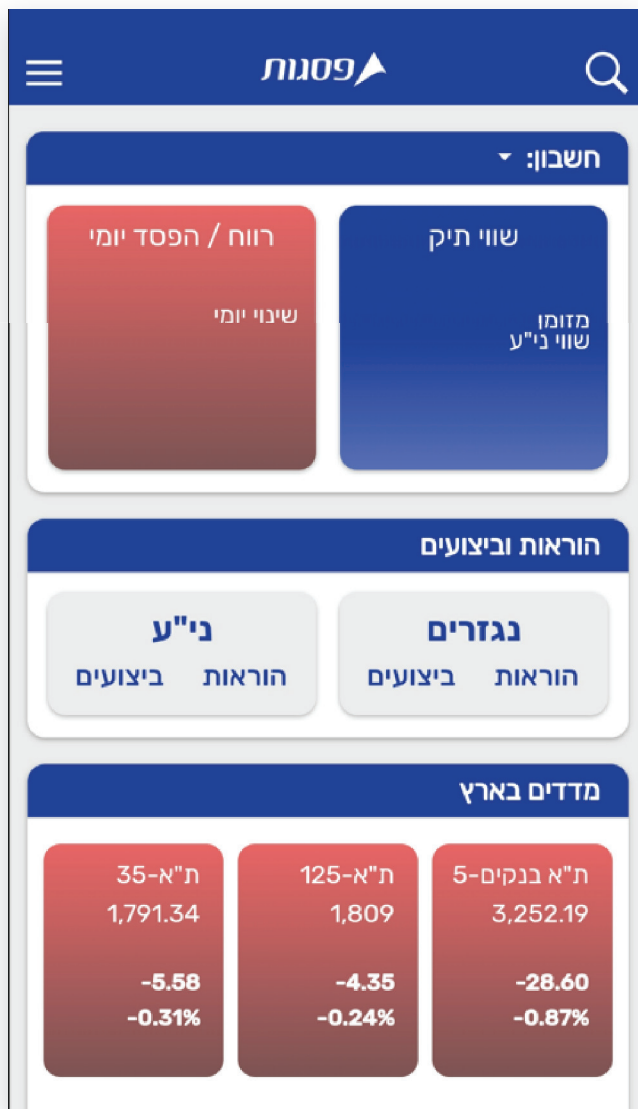 פסגות
חשבון:
שווי תיק
מזומן
שווי ני"ע
רווח / הפסד יומי
שינוי יומי
הוראות וביצועים
נגזרים
הוראות ביצועים
ני"ע
הוראות ביצועים
מדדים בארץ
ת"א בנקים-5
3,252.19
-28.60
-0.87%
ת"א-125
1,809
-4.35
-0.24%
ת"א-35
1,791.34
-5.58
-0.31%